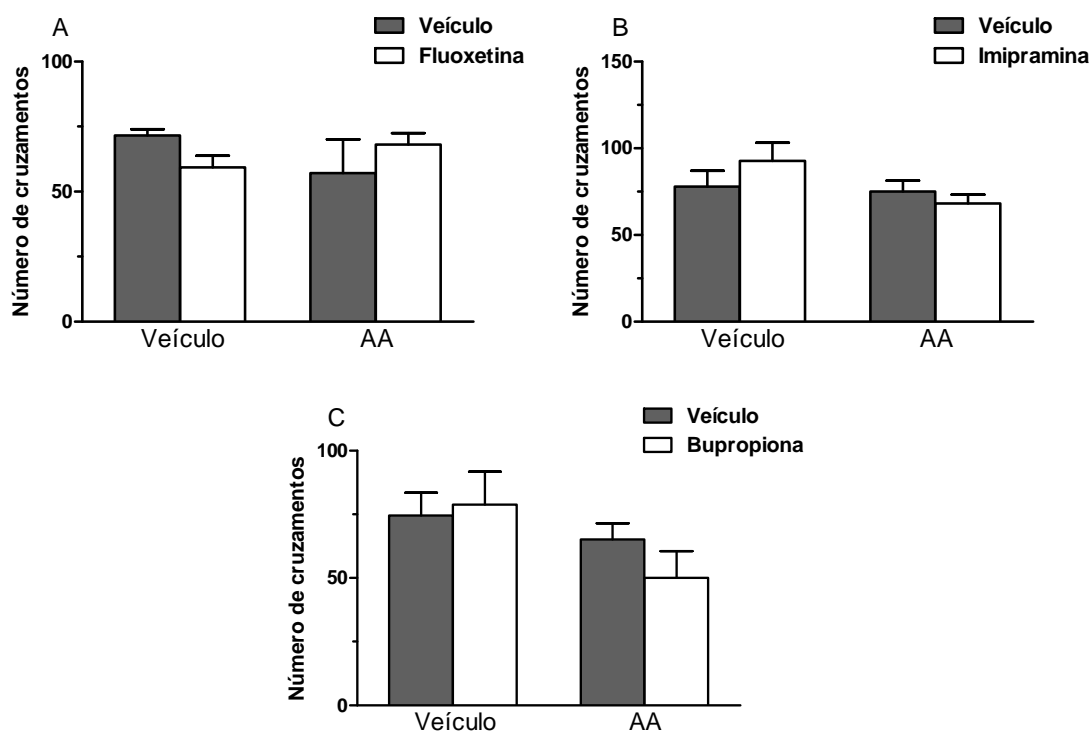 A
Veículo
Fluoxetina
Número de cruzamentos
100
50
0
Veículo AA
B
Veículo
Imipramina
Número de cruzamentos
150
100
50
0
Veículo AA
C
Veículo
Bupropiona
Número de cruzamentos
100
50
0
Veículo AA